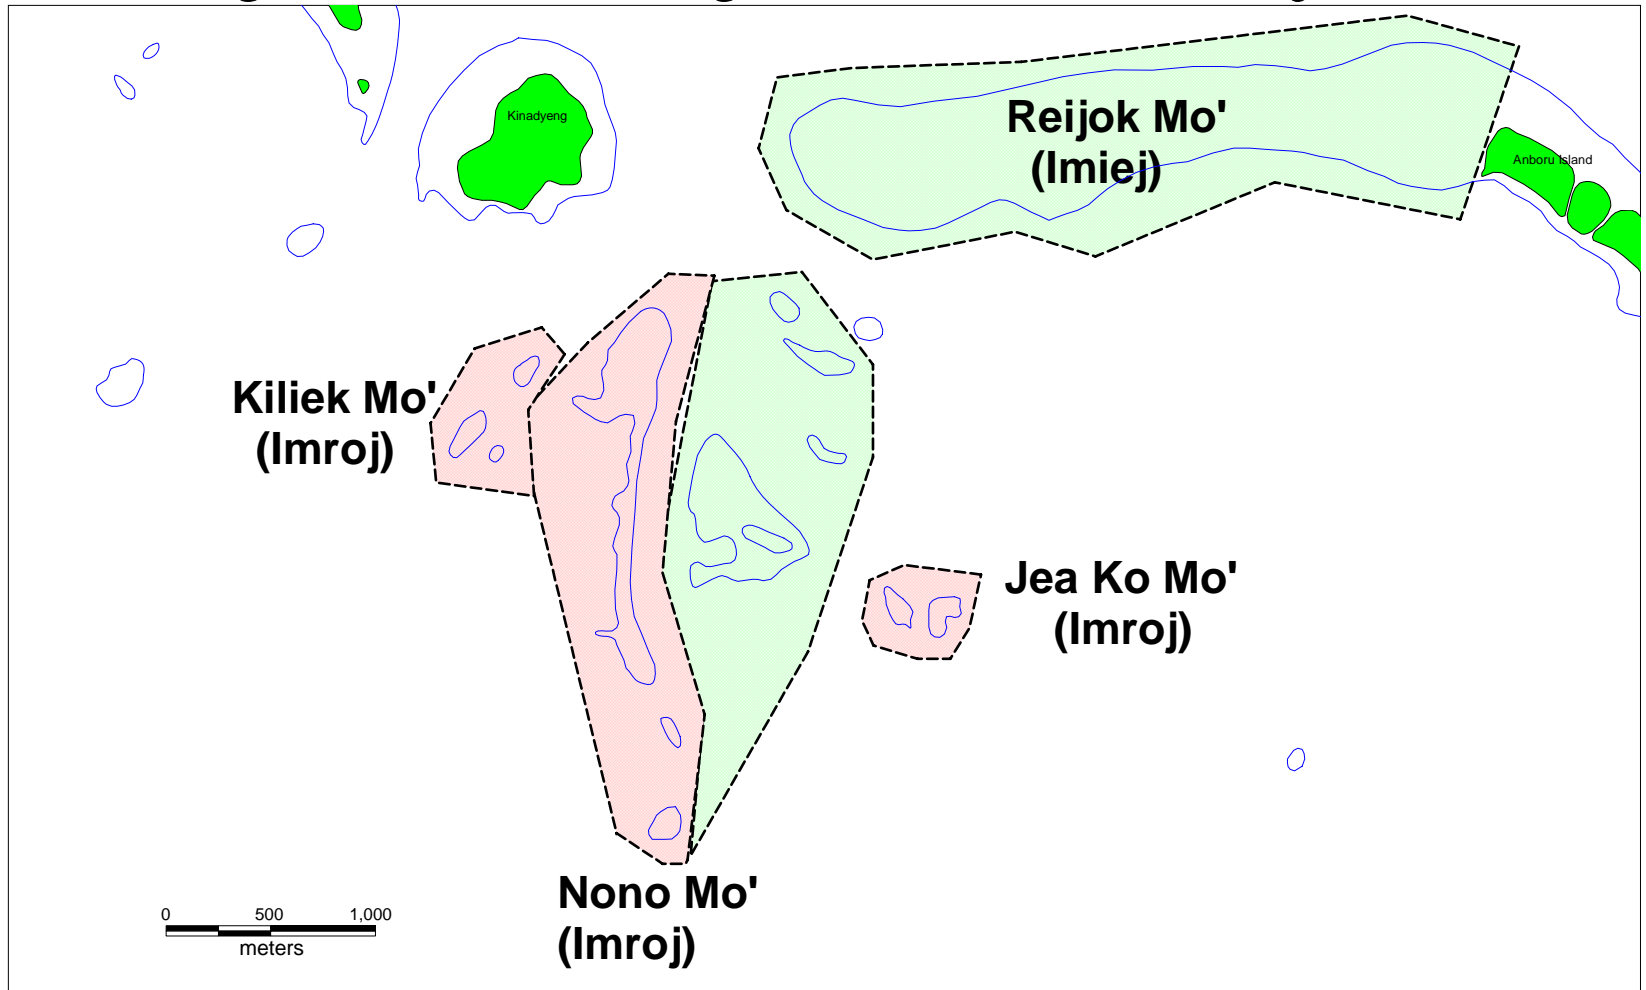 Kinadyeng
Reijok Mo'
(Imiej)
Anboru Island
Kiliek Mo'
(Imroj)
Jea Ko Mo'
(Imroj)
Nono Mo'
(Imroj)
0 500 1,000
meters